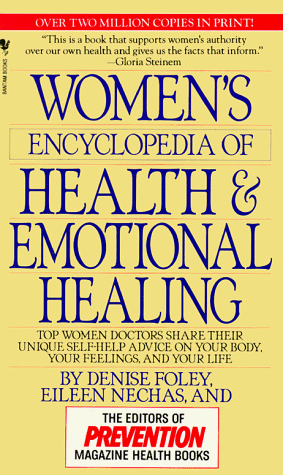 OVER TWO MILLION COPIES IN PRINT!
BANTAM BOOKS
"This is a book that supports women's authority
over our own health and gives us the facts that inform."
—Gloria Steinem
WOMEN'S
ENCYCLOPEDIA OF
HEALTH &
EMOTIONAL
HEALING
TOP WOMEN DOCTORS SHARE THEIR
UNIQUE SELF-HELP ADVICE ON YOUR BODY,
YOUR FEELINGS, AND YOUR LIFE
BY DENISE FOLEY,
EILEEN NECHAS, AND
THE EDITORS OF
PREVENTION
MAGAZINE HEALTH BOOKS